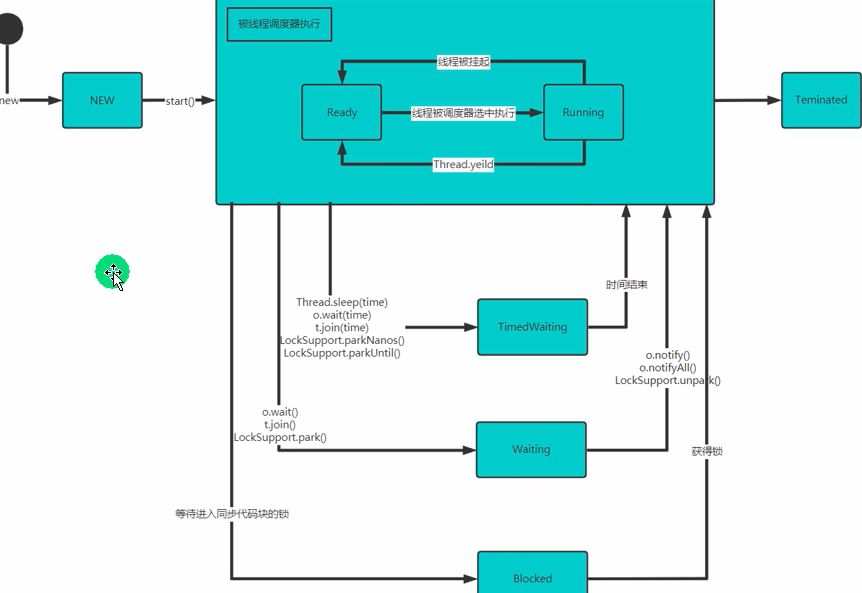 被线程调度器执行
线程被挂起
new
NEW
start()
Ready
线程被调度器选中执行
Running
Teminated
Thread.yeild
时间结束
Thread.sleep(time)
o.wait(time)
t.join(time)
LockSupport.parkNanos()
LockSupport.parkUntil()
TimedWaiting
o.notify()
o.notifyAll()
LockSupport.unpark()
o.wait()
t.join()
LockSupport.park()
Waiting
获得锁
等待进入同步代码块的锁
Blocked